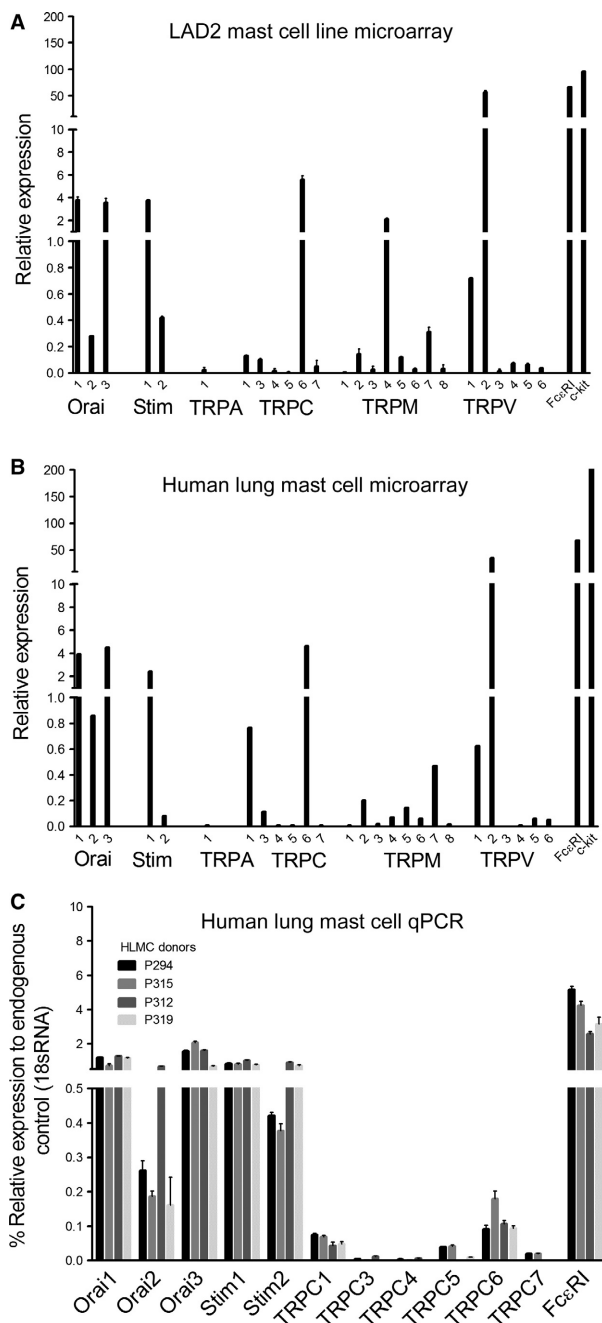 A
LAD2 mast cell line microarray
Relative expression
200
150
100
50
10
8
6
4
2
1.0
0.8
0.6
0.4
0.2
0.0
1 2 3 1 2 1 1 3 4 5 6 7 1 2 3 4 5 6 7 8 1 2 3 4 5 6 FcεRI c-kit
Orai Stim TRPA TRPC TRPM TRPV
B
Human lung mast cell microarray
Relative expression
200
150
100
50
10
8
6
4
2
1.0
0.8
0.6
0.4
0.2
0.0
1 2 3 1 2 1 1 3 4 5 6 7 1 2 3 4 5 6 7 8 1 2 3 4 5 6 FcεRI c-kit
Orai Stim TRPA TRPC TRPM TRPV
C
Human lung mast cell qPCR
% Relative expression to endogenous
control (18sRNA)
HLMC donors
P294
P315
P312
P319
10
8
6
4
2
0.5
0.4
0.3
0.2
0.1
0.0
Orai1 Orai2 Orai3 Stim1 Stim2 TRPC1 TRPC3 TRPC4 TRPC5 TRPC6 TRPC7 FcεRI